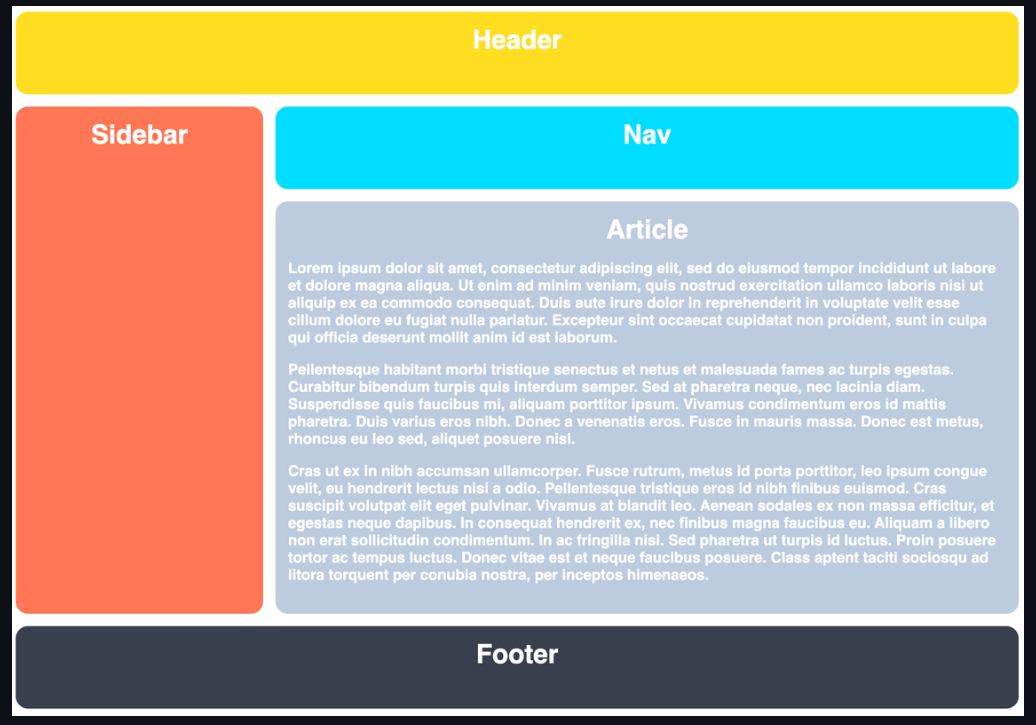 Header
Sidebar
Nav
Article
Lorem ipsum dolor sit amet, consectetur adipiscing elit, sed do eiusmod tempor incididunt ut labore
et dolore magna aliqua. Ut enim ad minim veniam, quis nostrud exercitation ullamco laboris nisi ut
aliquip ex ea commodo consequat. Duis aute irure dolor in reprehenderit in voluptate velit esse
cillum dolore eu fugiat nulla pariatur. Excepteur sint occaecat cupidatat non proident, sunt in culpa
qui officia deserunt mollit anim id est laborum.
Pellentesque habitant morbi tristique senectus et netus et malesuada fames ac turpis egestas.
Curabitur bibendum turpis quis interdum semper. Sed at pharetra neque, nec lacinia diam.
Suspendisse quis faucibus mi, aliquam porttitor ipsum. Vivamus condimentum eros id mattis
pharetra. Duis varius eros nibh. Donec a venenatis eros. Fusce in mauris massa. Donec est metus,
rhoncus eu leo sed, aliquet posuere nisl.
Cras ut ex in nibh accumsan ullamcorper. Fusce rutrum, metus id porta porttitor, leo ipsum congue
velit, eu hendrerit lectus nisi a odio. Pellentesque tristique eros id nibh finibus euismod. Cras
suscipit volutpat elit eget pulvinar. Vivamus at blandit leo. Aenean sodales ex non massa efficitur, et
egestas neque dapibus. In consequat hendrerit ex, nec finibus magna faucibus eu. Aliquam a libero
non erat sollicitudin condimentum. In ac fringilla nisi. Sed pharetra ut turpis id luctus. Proin posuere
tortor ac tempus luctus. Donec vitae est et neque faucibus posuere. Class aptent taciti sociosqu ad
litora torquent per conubia nostra, per inceptos himenaeos.
Footer